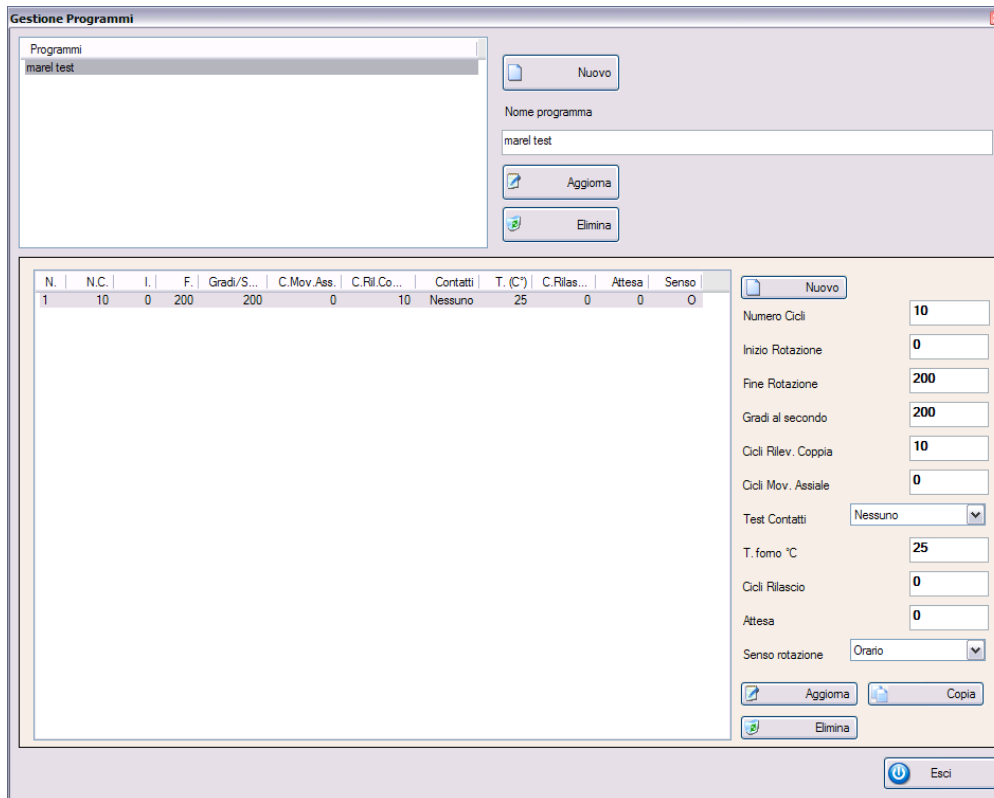 Gestione Programmi
Programmi
marel test
Nuovo
Nome programma
marel test
Aggiorna
Elimina
N. N.C. I. F. Gradi/S... C.Mov.Ass. C.Ril.Co... Contatti T. (C°) C.Rilas... Attesa Senso
1 10 0 200 200 0 10 Nessuno 25 0 0 O
Nuovo
Numero Cicli 10
Inizio Rotazione 0
Fine Rotazione 200
Gradi al secondo 200
Cicli Rilev. Coppia 10
Cicli Mov. Assiale 0
Test Contatti Nessuno
T. forno °C 25
Cicli Rilascio 0
Attesa 0
Senso rotazione Orario
Aggiorna Copia
Elimina
Esci